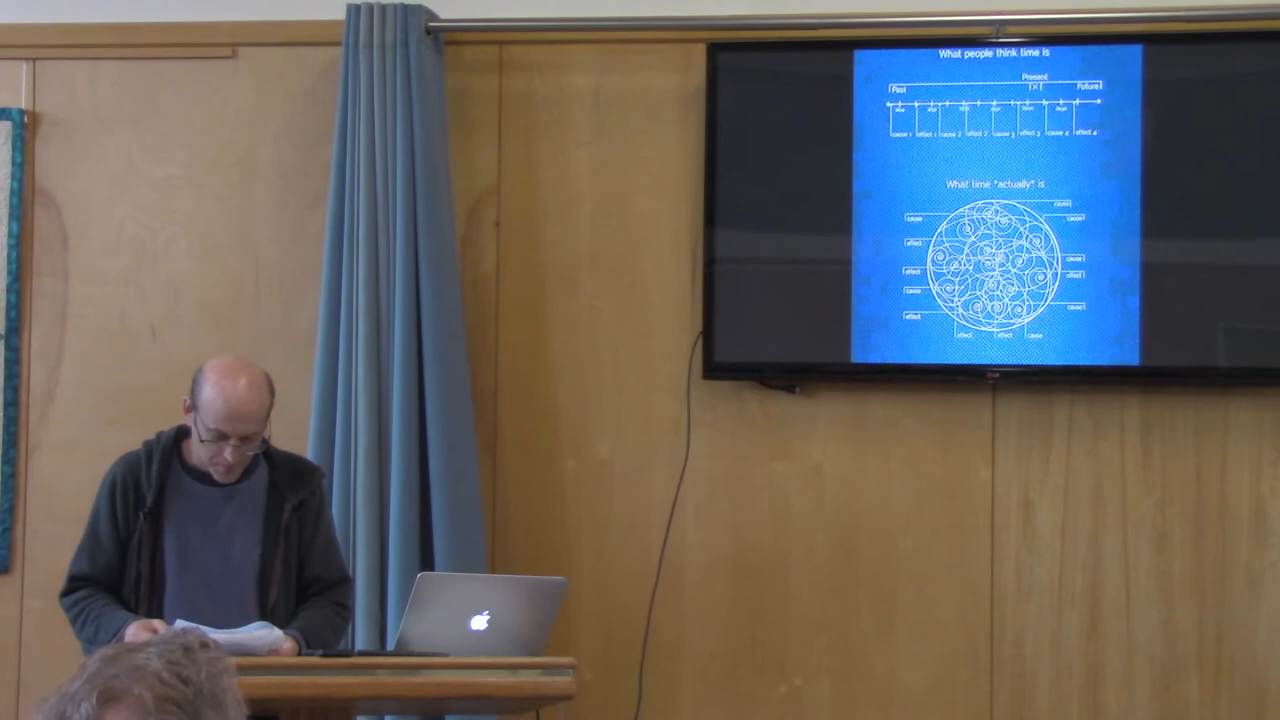 What people think time is
Present
Past
[X]
Future
cause 1
effect 1
cause 2
effect 2
cause 3
effect 3
cause 4
effect 4
What time "actually" is
cause
cause
cause
effect
cause
effect
effect
cause
cause
effect
effect
effect
cause